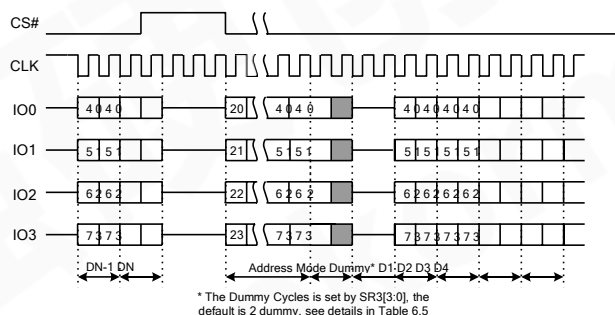 CS#
CLK
IO0 4 0 4 0 20 4 0 4 0 4 0 4 0 4 0 4 0
IO1 5 1 5 1 21 5 1 5 1 5 1 5 1 5 1 5 1
IO2 6 2 6 2 22 6 2 6 2 6 2 6 2 6 2 6 2
IO3 7 3 7 3 23 7 3 7 3 7 3 7 3 7 3 7 3
DN-1 DN Address Mode Dummy* D1 D2 D3 D4
* The Dummy Cycles is set by SR3[3:0], the
default is 2 dummy, see details in Table 6.5